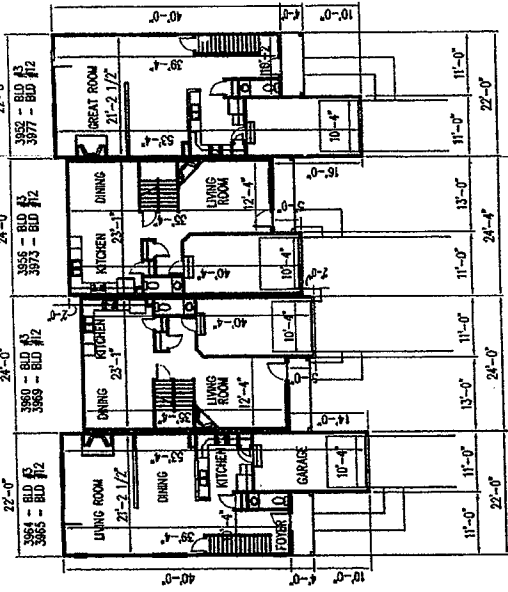 40'-0"
4'-0"
10'-0"
3952 - BLD #3
3977 - BLD #12
GREAT ROOM
21'-2 1/2"
39'-4"
53'-4"
10'-4"
11'-0"
11'-0"
22'-0"
16'-0"
3956 - BLD #3
3973 - BLD #12
24'-0"
DINING
KITCHEN
23'-1"
LIVING
ROOM
12'-4"
40'-4"
10'-4"
13'-0"
11'-0"
24'-4"
2'-0"
2'-0"
3960 - BLD #3
3969 - BLD #12
24'-0"
KITCHEN
DINING
23'-1"
LIVING
ROOM
12'-4"
40'-4"
10'-4"
11'-0"
13'-0"
24'-0"
14'-0"
3964 - BLD #3
3965 - BLD #12
22'-0"
LIVING ROOM
21'-2 1/2"
DINING
53'-4"
KITCHEN
GARAGE
10'-4"
39'-4"
FOYER
11'-0"
11'-0"
22'-0"
40'-0"
4'-0"
10'-0"